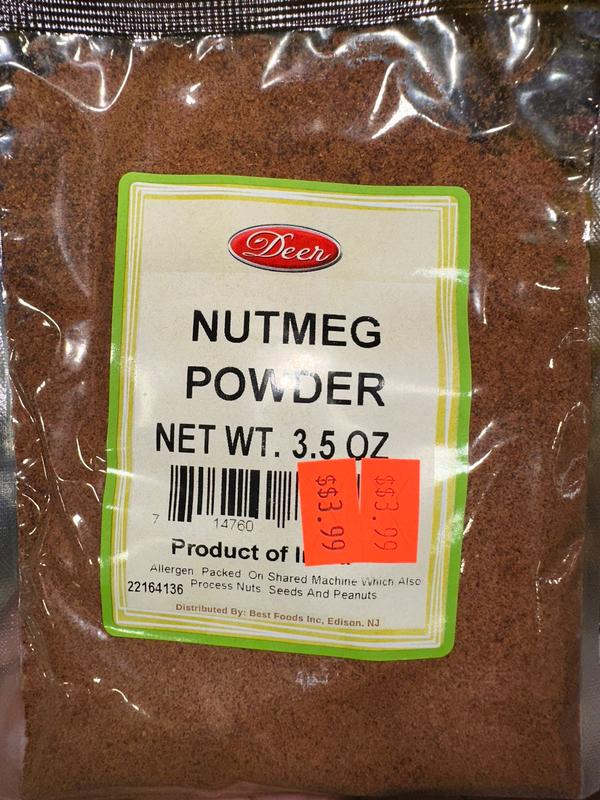 Deer
NUTMEG
POWDER
NET WT. 3.5 OZ
7 14760
$$3.99
$$3.99
Product of
Allergen Packed On Shared Machine Which Also
Process Nuts Seeds And Peanuts
22164136
Distributed By: Best Foods Inc, Edison, NJ